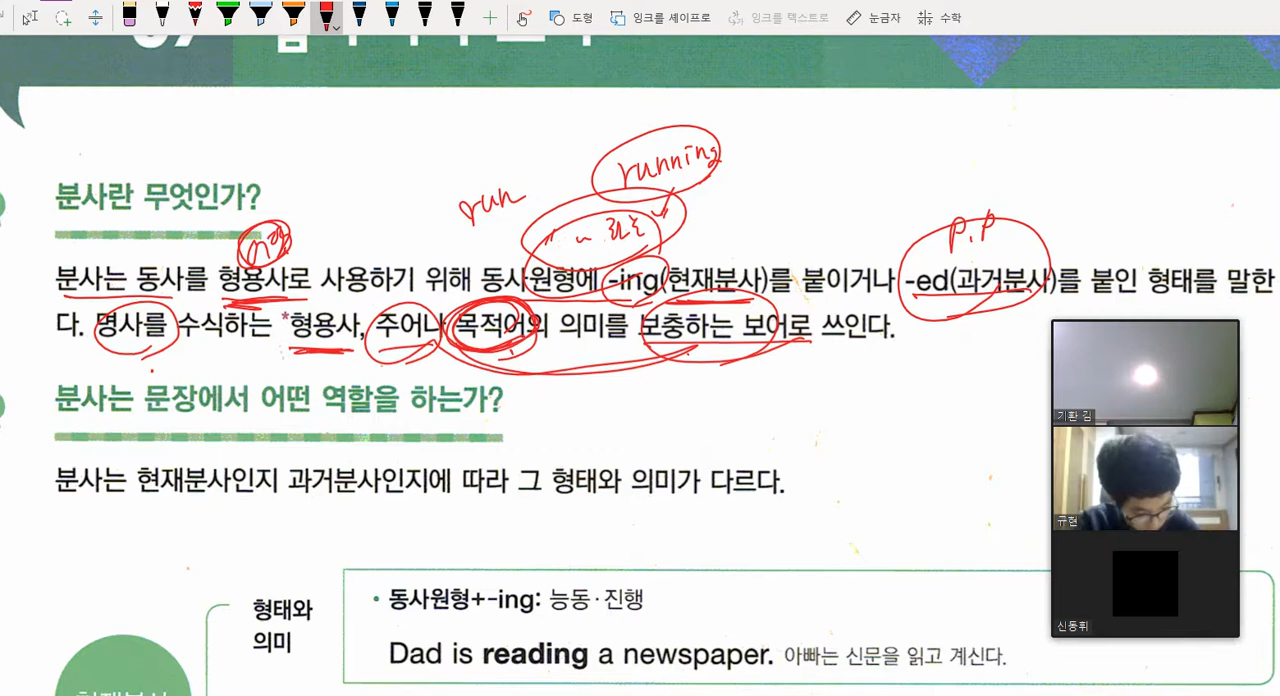 도형
잉크를 셰이프로
잉크를 텍스트로
눈금자
수학
분사란 무엇인가?
run
running
p.p
분사는 동사를 형용사로 사용하기 위해 동사원형에 -ing(현재분사)를 붙이거나 -ed(과거분사)를 붙인 형태를 말한
다. 명사를 수식하는 *형용사, 주어나 목적어의 의미를 보충하는 보어로 쓰인다.
분사는 문장에서 어떤 역할을 하는가?
분사는 현재분사인지 과거분사인지에 따라 그 형태와 의미가 다르다.
기환 김
규현
신동휘
형태와
의미
• 동사원형+-ing: 능동·진행
Dad is reading a newspaper. 아빠는 신문을 읽고 계신다.